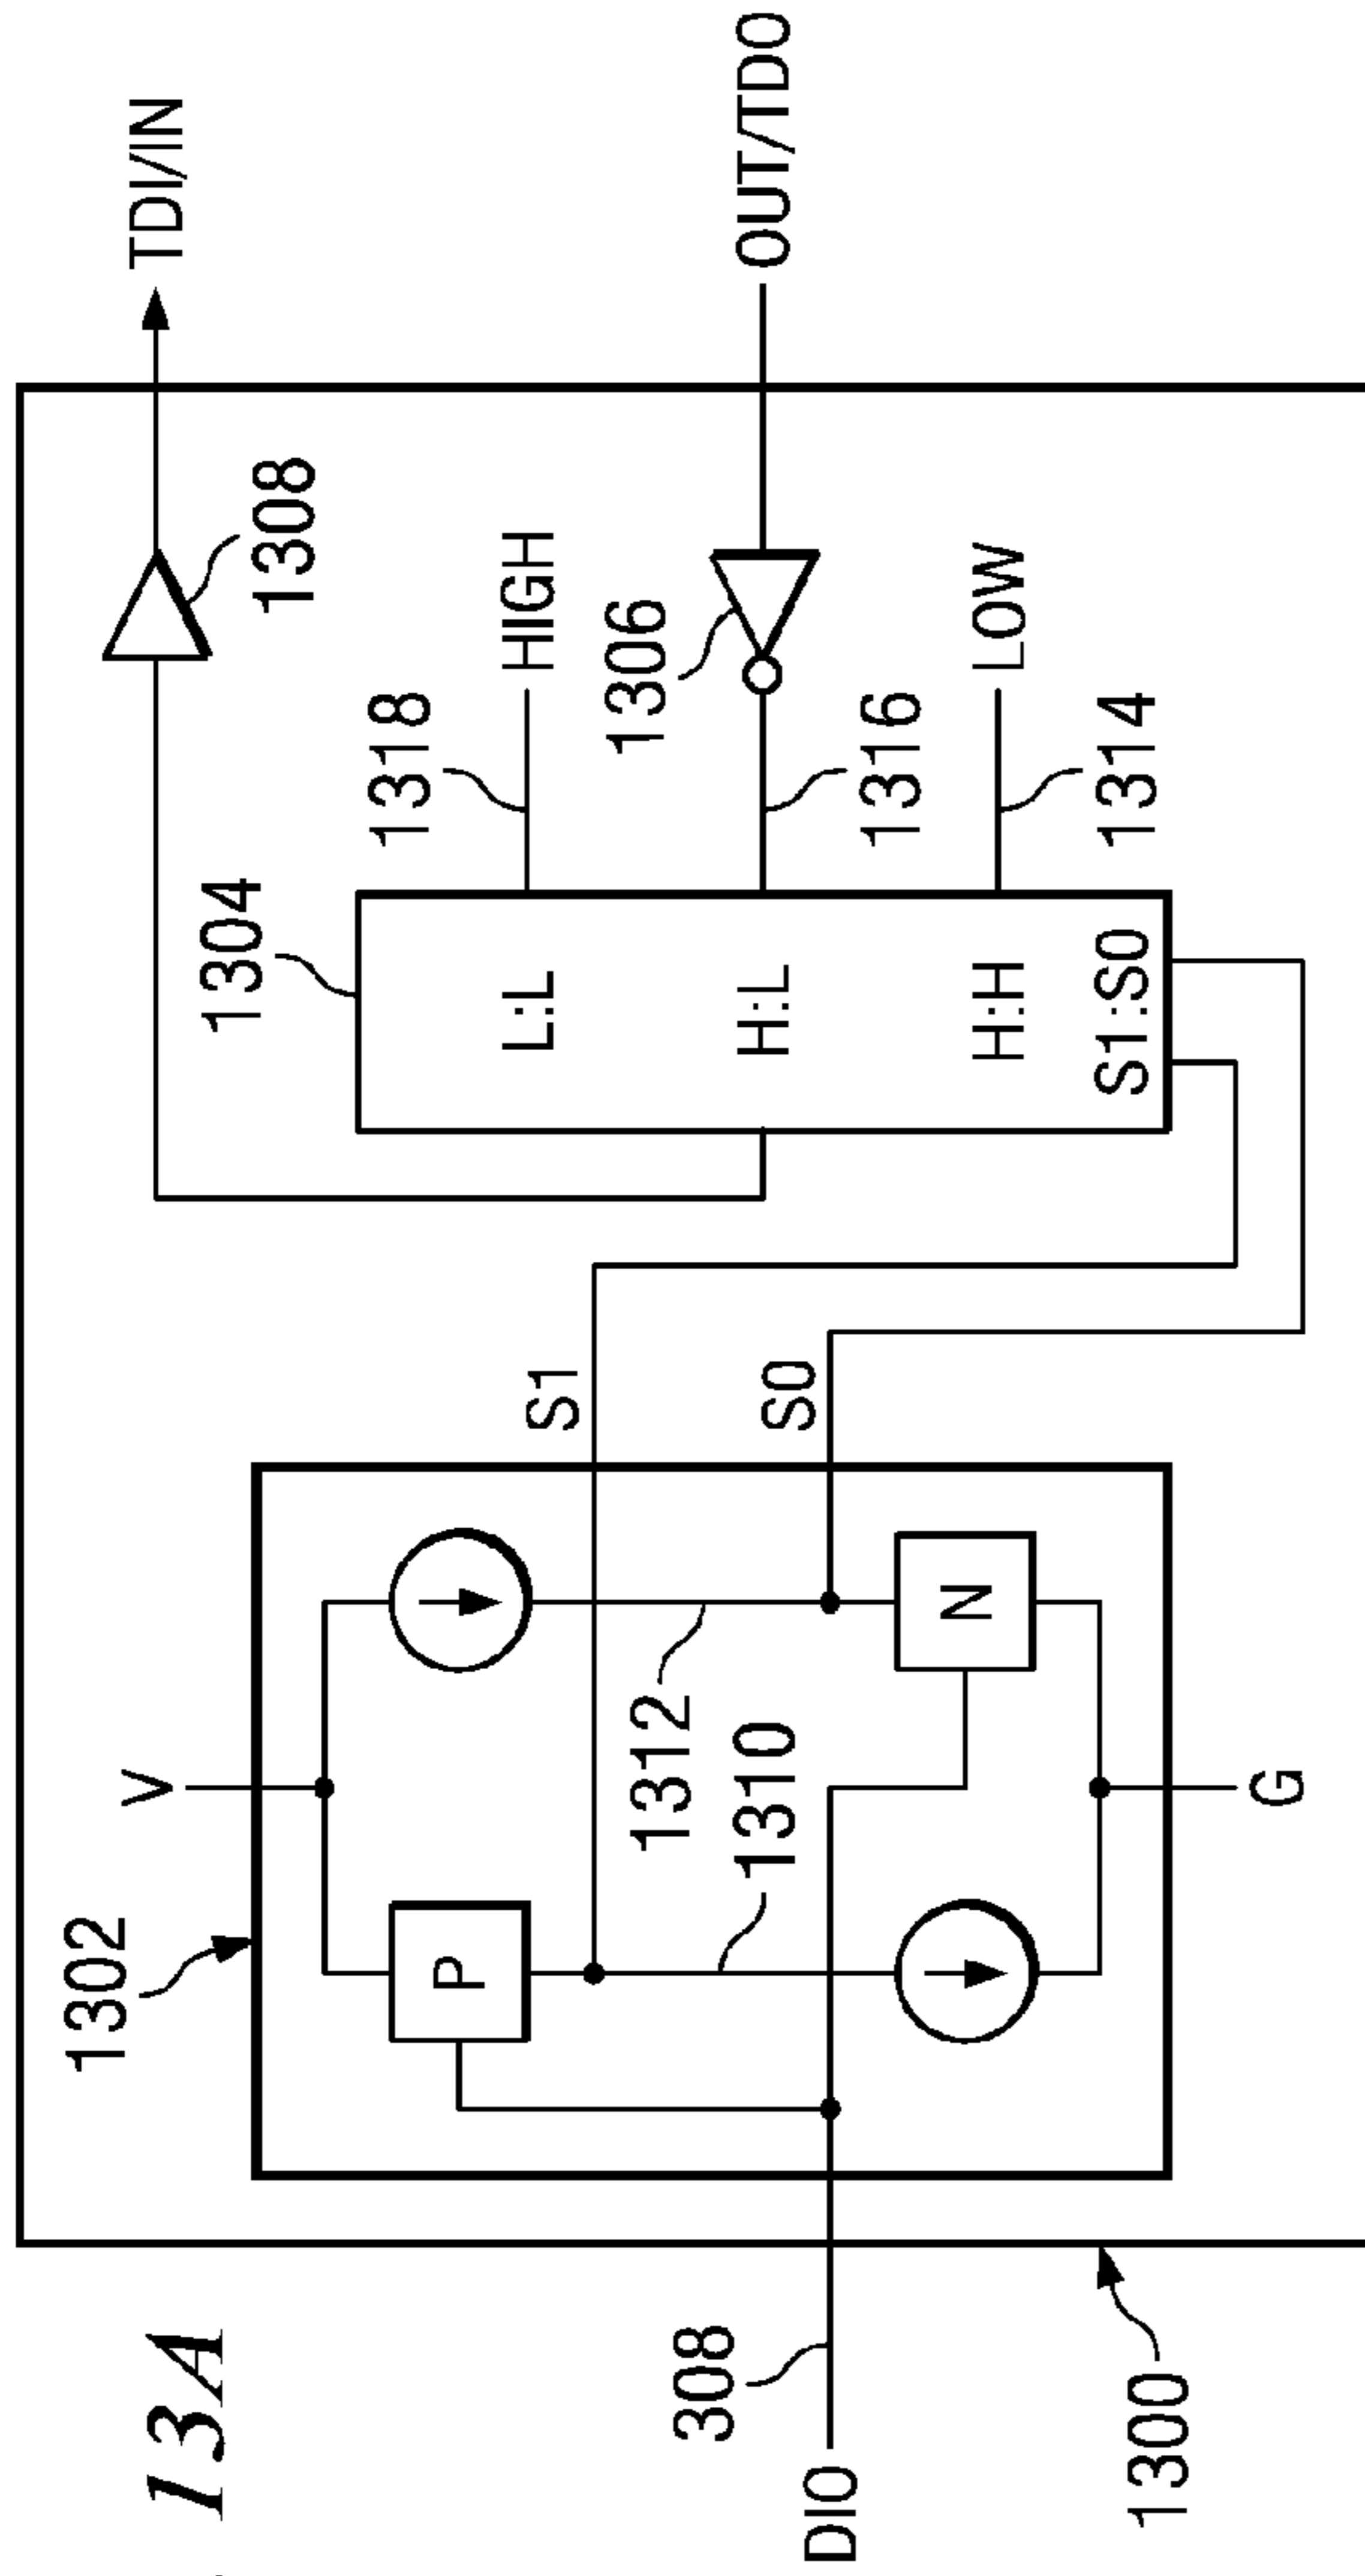 13A
1302
V
P
N
1312
1310
G
S1
S0
DIO
308
1300
1304
L:L
H:L
H:H
S1:S0
1318
HIGH
1306
1316
LOW
1314
1308
TDI/IN
OUT/TDO